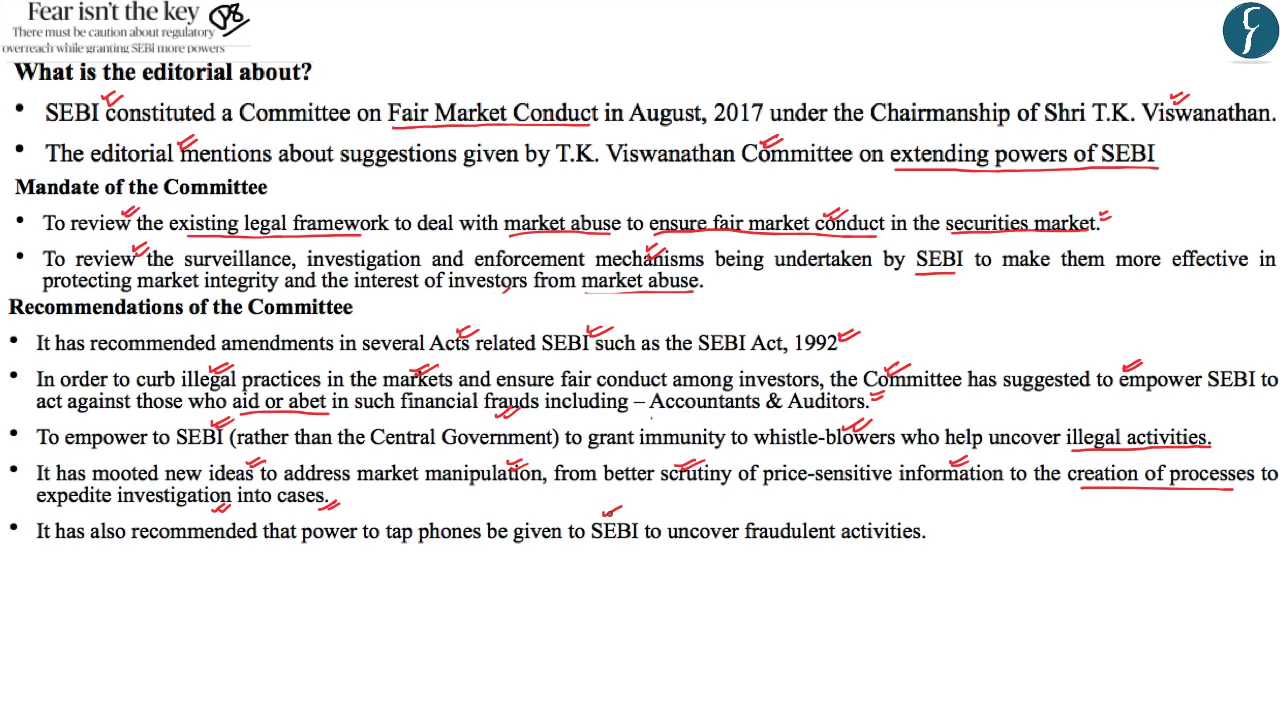 Fear isn't the key P8
There must be caution about regulatory
overreach while granting SEBI more powers
What is the editorial about?
• SEBI constituted a Committee on Fair Market Conduct in August, 2017 under the Chairmanship of Shri T.K. Viswanathan.
• The editorial mentions about suggestions given by T.K. Viswanathan Committee on extending powers of SEBI
Mandate of the Committee
• To review the existing legal framework to deal with market abuse to ensure fair market conduct in the securities market.
• To review the surveillance, investigation and enforcement mechanisms being undertaken by SEBI to make them more effective in
protecting market integrity and the interest of investors from market abuse.
Recommendations of the Committee
• It has recommended amendments in several Acts related SEBI such as the SEBI Act, 1992
• In order to curb illegal practices in the markets and ensure fair conduct among investors, the Committee has suggested to empower SEBI to
act against those who aid or abet in such financial frauds including – Accountants & Auditors.
• To empower to SEBI (rather than the Central Government) to grant immunity to whistle-blowers who help uncover illegal activities.
• It has mooted new ideas to address market manipulation, from better scrutiny of price-sensitive information to the creation of processes to
expedite investigation into cases.
• It has also recommended that power to tap phones be given to SEBI to uncover fraudulent activities.